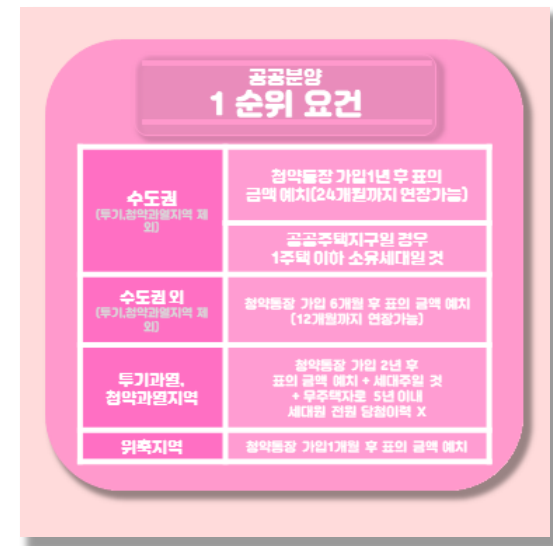 공공분양
1 순위 요건
수도권
(투기,청약과열지역 제
외)
청약통장 가입1년 후 표의
금액 예치(24개월까지 연장가능)
공공주택지구일 경우
1주택 이하 소유세대일 것
수도권 외
(투기,청약과열지역 제
외)
청약통장 가입 6개월 후 표의 금액 예치
(12개월까지 연장가능)
투기과열,
청약과열지역
청약통장 가입 2년 후
표의 금액 예치 + 세대주일 것
+ 무주택자로 5년 이내
세대원 전원 당첨이력 X
위축지역
청약통장 가입1개월 후 표의 금액 예치